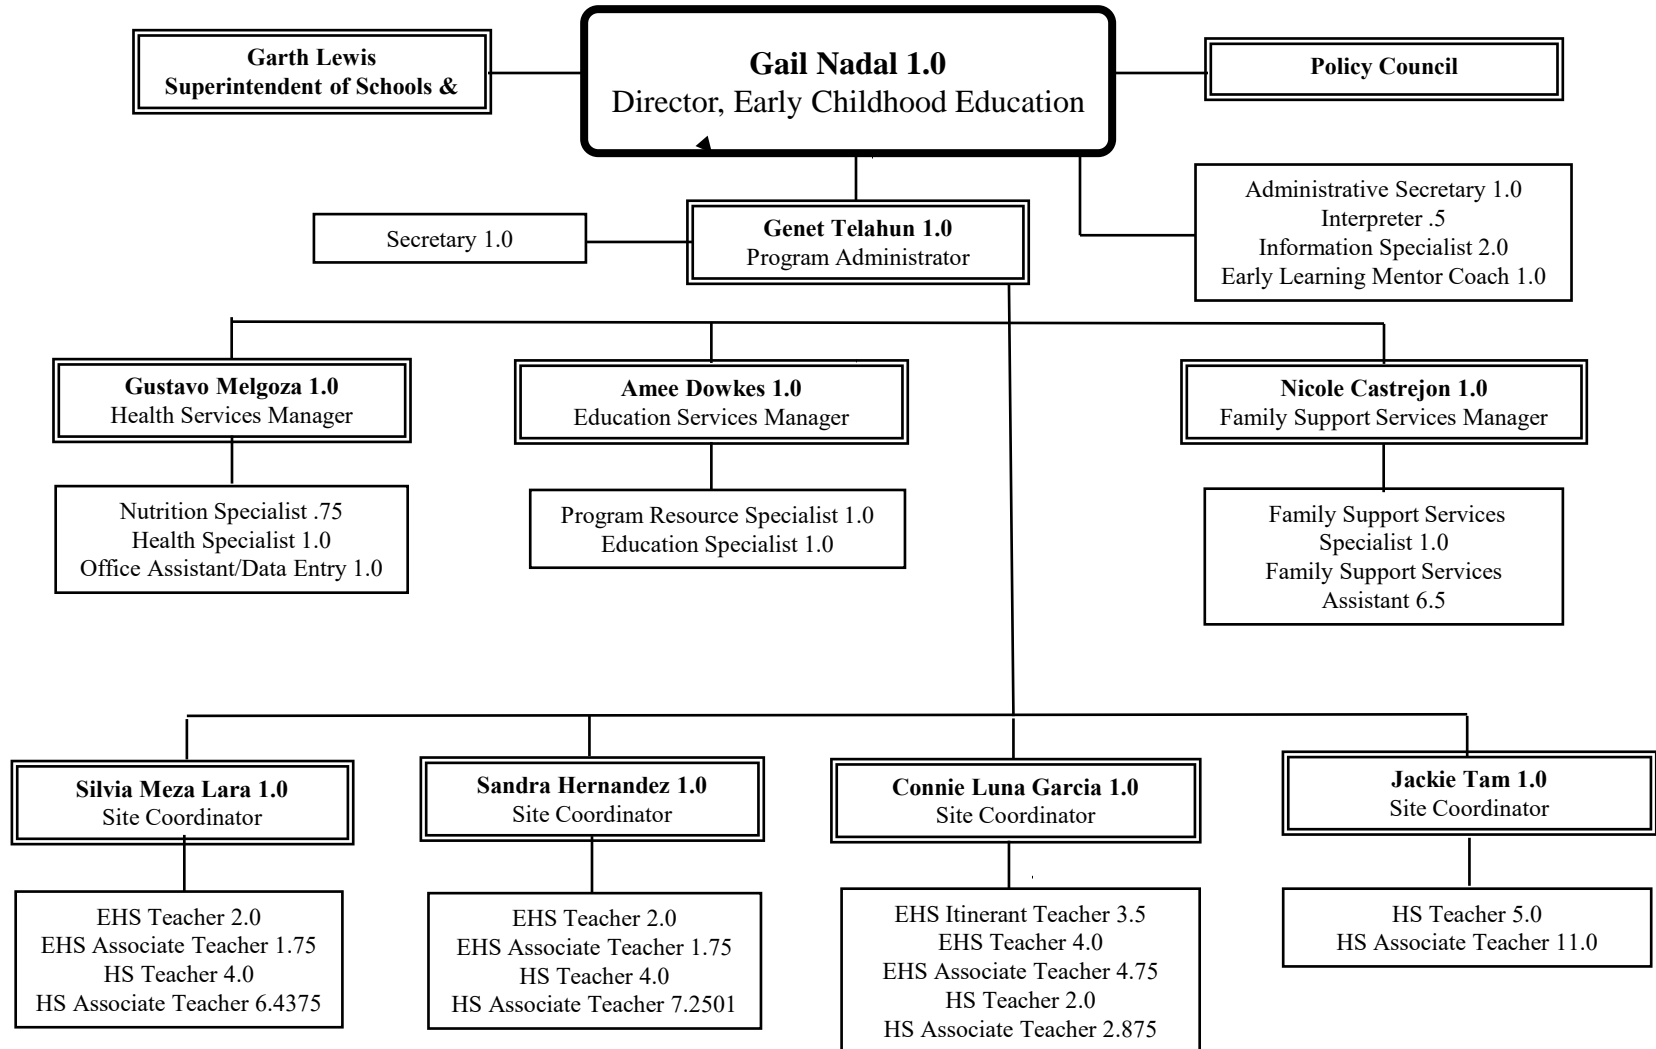 Garth Lewis
Superintendent of Schools &
Gail Nadal 1.0
Director, Early Childhood Education
Policy Council
Administrative Secretary 1.0
Interpreter .5
Information Specialist 2.0
Early Learning Mentor Coach 1.0
Secretary 1.0
Genet Telahun 1.0
Program Administrator
Gustavo Melgoza 1.0
Health Services Manager
Amee Dowkes 1.0
Education Services Manager
Nicole Castrejon 1.0
Family Support Services Manager
Nutrition Specialist .75
Health Specialist 1.0
Office Assistant/Data Entry 1.0
Program Resource Specialist 1.0
Education Specialist 1.0
Family Support Services
Specialist 1.0
Family Support Services
Assistant 6.5
Silvia Meza Lara 1.0
Site Coordinator
Sandra Hernandez 1.0
Site Coordinator
Connie Luna Garcia 1.0
Site Coordinator
Jackie Tam 1.0
Site Coordinator
EHS Teacher 2.0
EHS Associate Teacher 1.75
HS Teacher 4.0
HS Associate Teacher 6.4375
EHS Teacher 2.0
EHS Associate Teacher 1.75
HS Teacher 4.0
HS Associate Teacher 7.2501
EHS Itinerant Teacher 3.5
EHS Teacher 4.0
EHS Associate Teacher 4.75
HS Teacher 2.0
HS Associate Teacher 2.875
HS Teacher 5.0
HS Associate Teacher 11.0